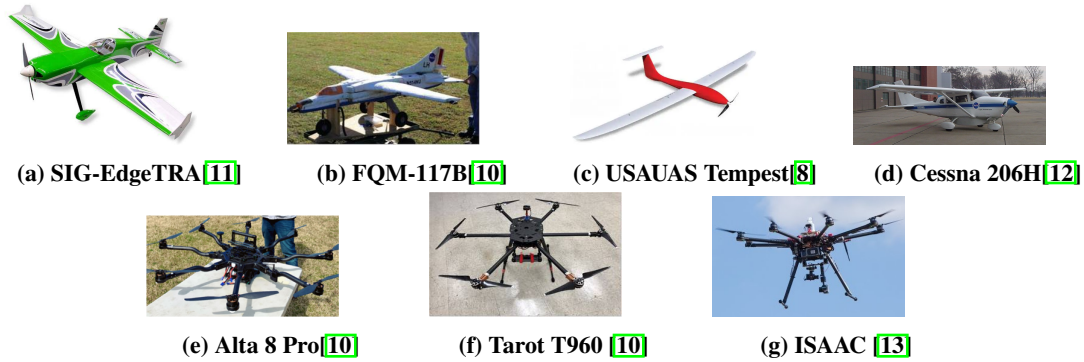 (a) SIG-EdgeTRA[11]
(b) FQM-117B[10]
(c) USAUAS Tempest[8]
(d) Cessna 206H[12]
(e) Alta 8 Pro[10]
(f) Tarot T960 [10]
(g) ISAAC [13]